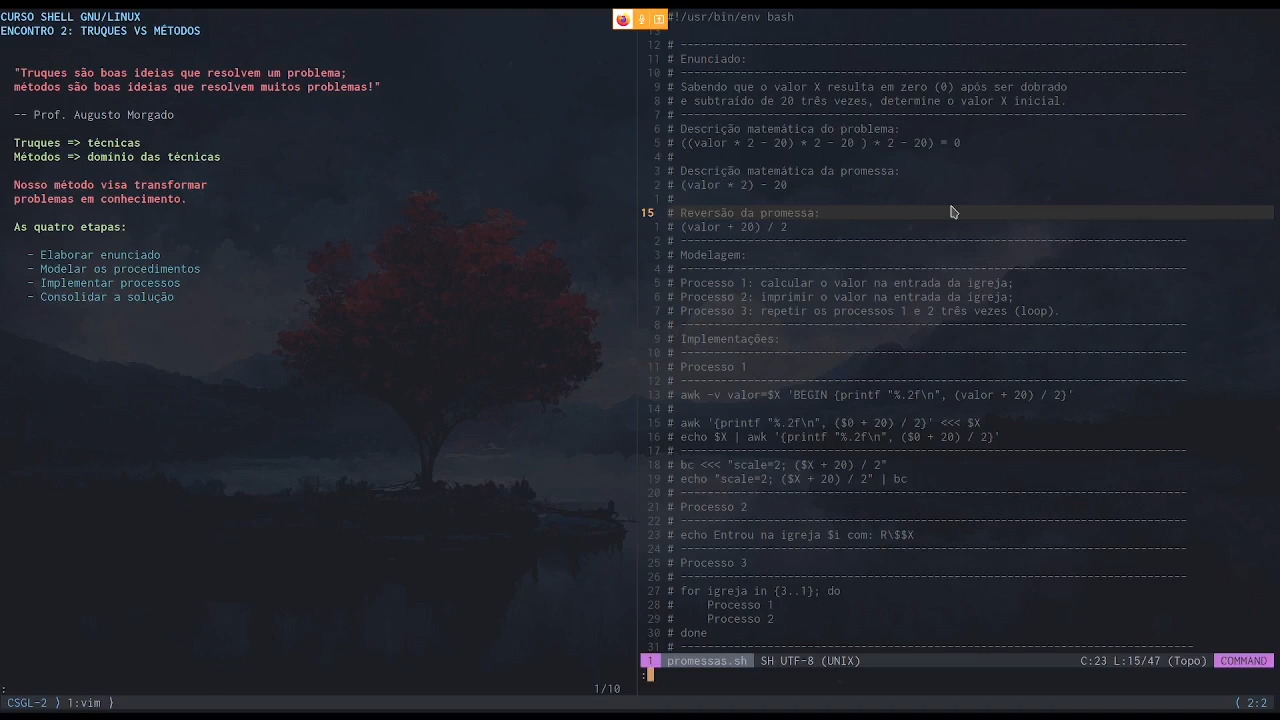 CURSO SHELL GNU/LINUX
ENCONTRO 2: TRUQUES VS MÉTODOS
"Truques são boas ideias que resolvem um problema;
métodos são boas ideias que resolvem muitos problemas!"
-- Prof. Augusto Morgado
Truques => técnicas
Métodos => domínio das técnicas
Nosso método visa transformar
problemas em conhecimento.
As quatro etapas:
- Elaborar enunciado
- Modelar os procedimentos
- Implementar processos
- Consolidar a solução
:
1/10
#!/usr/bin/env bash
13
12 # ----------------------------------------------------------------------------
11 # Enunciado:
10 # ----------------------------------------------------------------------------
9 # Sabendo que o valor X resulta em zero (0) após ser dobrado
8 # e subtraído de 20 três vezes, determine o valor X inicial.
7 # ----------------------------------------------------------------------------
6 # Descrição matemática do problema:
5 # ((valor * 2 - 20) * 2 - 20 ) * 2 - 20) = 0
4 #
3 # Descrição matemática da promessa:
2 # (valor * 2) - 20
1 #
15 # Reversão da promessa:
1 # (valor + 20) / 2
2 # ----------------------------------------------------------------------------
3 # Modelagem:
4 # ----------------------------------------------------------------------------
5 # Processo 1: calcular o valor na entrada da igreja;
6 # Processo 2: imprimir o valor na entrada da igreja;
7 # Processo 3: repetir os processos 1 e 2 três vezes (loop).
8 # ----------------------------------------------------------------------------
9 # Implementações:
10 # ----------------------------------------------------------------------------
11 # Processo 1
12 # ----------------------------------------------------------------------------
13 # awk -v valor=$X 'BEGIN {printf "%.2f\n", (valor + 20) / 2}'
14 #
15 # awk '{printf "%.2f\n", ($0 + 20) / 2}' <<< $X
16 # echo $X | awk '{printf "%.2f\n", ($0 + 20) / 2}'
17 # ----------------------------------------------------------------------------
18 # bc <<< "scale=2; ($X + 20) / 2"
19 # echo "scale=2; ($X + 20) / 2" | bc
20 # ----------------------------------------------------------------------------
21 # Processo 2
22 # ----------------------------------------------------------------------------
23 # echo Entrou na igreja $i com: R\$$X
24 # ----------------------------------------------------------------------------
25 # Processo 3
26 # ----------------------------------------------------------------------------
27 # for igreja in {3..1}; do
28 # Processo 1
29 # Processo 2
30 # done
31 # -----------------------------------------------------------------------------
1 promessas.sh SH UTF-8 (UNIX) C:23 L:15/47 (Topo) COMMAND
:
CSGL-2 ⟩ 1:vim ⟩ ⟨ 2:2